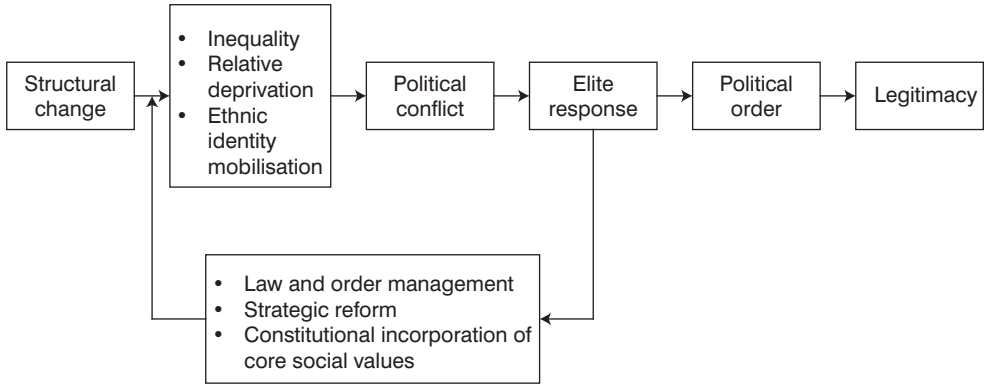 Structural
change
• Inequality
• Relative
deprivation
• Ethnic
identity
mobilisation
Political
conflict
Elite
response
Political
order
Legitimacy
• Law and order management
• Strategic reform
• Constitutional incorporation of
core social values